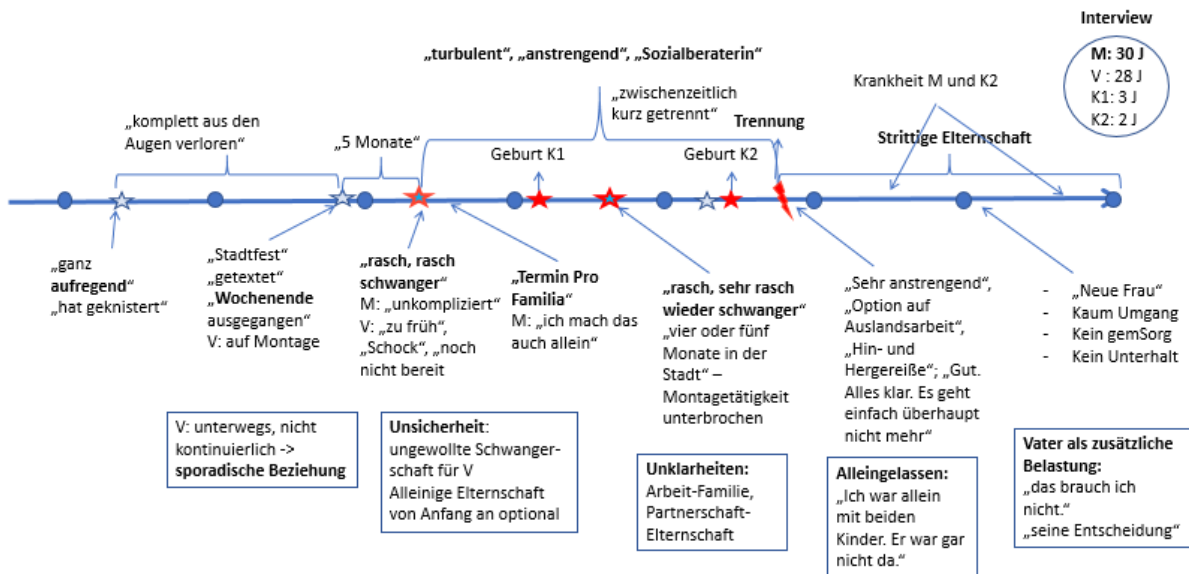 Interview
M: 30 J
V : 28 J
K1: 3 J
K2: 2 J
„turbulent“, „anstrengend“, „Sozialberaterin“
„zwischenzeitlich
kurz getrennt“
Krankheit M und K2
„komplett aus den
Augen verloren“
„5 Monate“
Geburt K1
Geburt K2
Trennung
Strittige Elternschaft
„ganz
aufregend“
„hat geknistert“
„Stadtfest“
„getextet“
„Wochenende
ausgegangen“
V: auf Montage
„rasch, rasch
schwanger“
M: „unkompliziert“
V: „zu früh“,
„Schock“, „noch
nicht bereit
„Termin Pro
Familia“
M: „ich mach das
auch allein“
„rasch, sehr rasch
wieder schwanger“
„vier oder fünf
Monate in der
Stadt“ –
Montagetätigkeit
unterbrochen
„Sehr anstrengend“,
„Option auf
Auslandsarbeit“,
„Hin- und
Hergereiße“; „Gut.
Alles klar. Es geht
einfach überhaupt
nicht mehr“
- „Neue Frau“
- Kaum Umgang
- Kein gemSorg
- Kein Unterhalt
V: unterwegs, nicht
kontinuierlich ->
sporadische Beziehung
Unsicherheit:
ungewollte Schwanger-
schaft für V
Alleinige Elternschaft
von Anfang an optional
Unklarheiten:
Arbeit-Familie,
Partnerschaft-
Elternschaft
Alleingelassen:
„Ich war allein
mit beiden
Kinder. Er war gar
nicht da.“
Vater als zusätzliche
Belastung:
„das brauch ich
nicht.“
„seine Entscheidung“